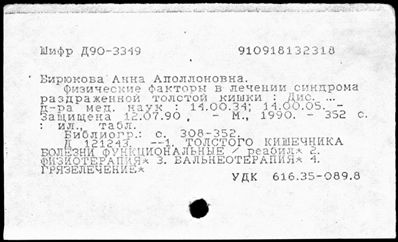 Шифр Д90-3349 910918132318
Бирюкова Анна Аполлоновна.
Физические факторы в лечении синдрома
раздраженной толстой кишки : Дис. ...
д-ра мед. наук : 14.00.34; 14.00.05. -
Защищена 12.07.90. - М., 1990. - 352 с.
: ил., табл.
Библиогр.: с. 308-352.
Д 121243. --1. ТОЛСТОГО КИШЕЧНИКА
БОЛЕЗНИ ФУНКЦИОНАЛЬНЫЕ / реабил* 2.
ФИЗИОТЕРАПИЯ* 3. БАЛЬНЕОТЕРАПИЯ* 4.
ГРЯЗЕЛЕЧЕНИЕ*
УДК 616.35-089.8